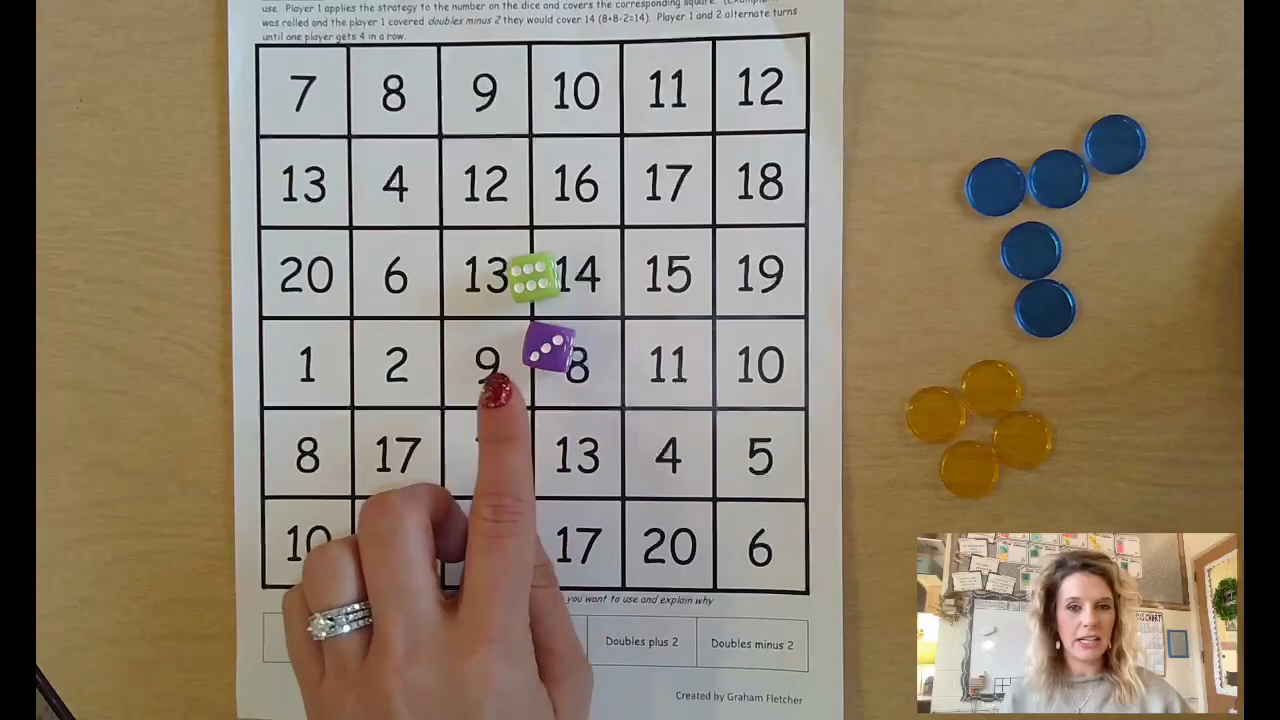 use. Player 1 applies the strategy to the number on the dice and covers the corresponding square.
was rolled and the player 1 covered doubles minus 2 they would cover 14 (8+8-2=14). Player 1 and 2 alternate turns
until one player gets 4 in a row.
7 8 9 10 11 12
13 4 12 16 17 18
20 6 13 14 15 19
1 2 9 8 11 10
8 17 13 4 5
10 17 20 6
you want to use and explain why
Doubles plus 2 Doubles minus 2
Created by Graham Fletcher